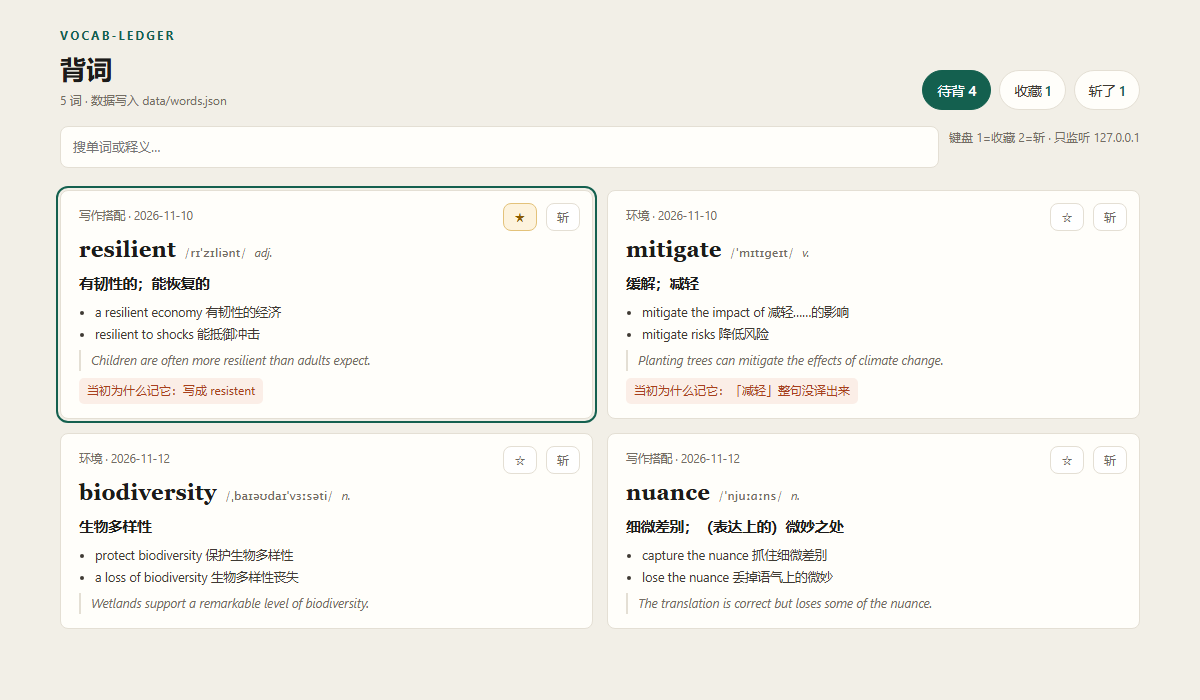 VOCAB-LEDGER
背词
5 词 · 数据写入 data/words.json
待背 4
收藏 1
斩了 1
搜单词或释义...
键盘 1=收藏 2=斩 · 只监听 127.0.0.1
写作搭配 · 2026-11-10
★
斩
resilient /rɪˈzɪliənt/ adj.
有韧性的；能恢复的
• a resilient economy 有韧性的经济
• resilient to shocks 能抵御冲击
Children are often more resilient than adults expect.
当初为什么记它：写成 resistent
环境 · 2026-11-10
☆
斩
mitigate /ˈmɪtɪɡeɪt/ v.
缓解；减轻
• mitigate the impact of 减轻……的影响
• mitigate risks 降低风险
Planting trees can mitigate the effects of climate change.
当初为什么记它：「减轻」整句没译出来
环境 · 2026-11-12
☆
斩
biodiversity /ˌbaɪəʊdaɪˈvɜːsəti/ n.
生物多样性
• protect biodiversity 保护生物多样性
• a loss of biodiversity 生物多样性丧失
Wetlands support a remarkable level of biodiversity.
写作搭配 · 2026-11-12
☆
斩
nuance /ˈnjuːɑːns/ n.
细微差别；（表达上的）微妙之处
• capture the nuance 抓住细微差别
• lose the nuance 丢掉语气上的微妙
The translation is correct but loses some of the nuance.